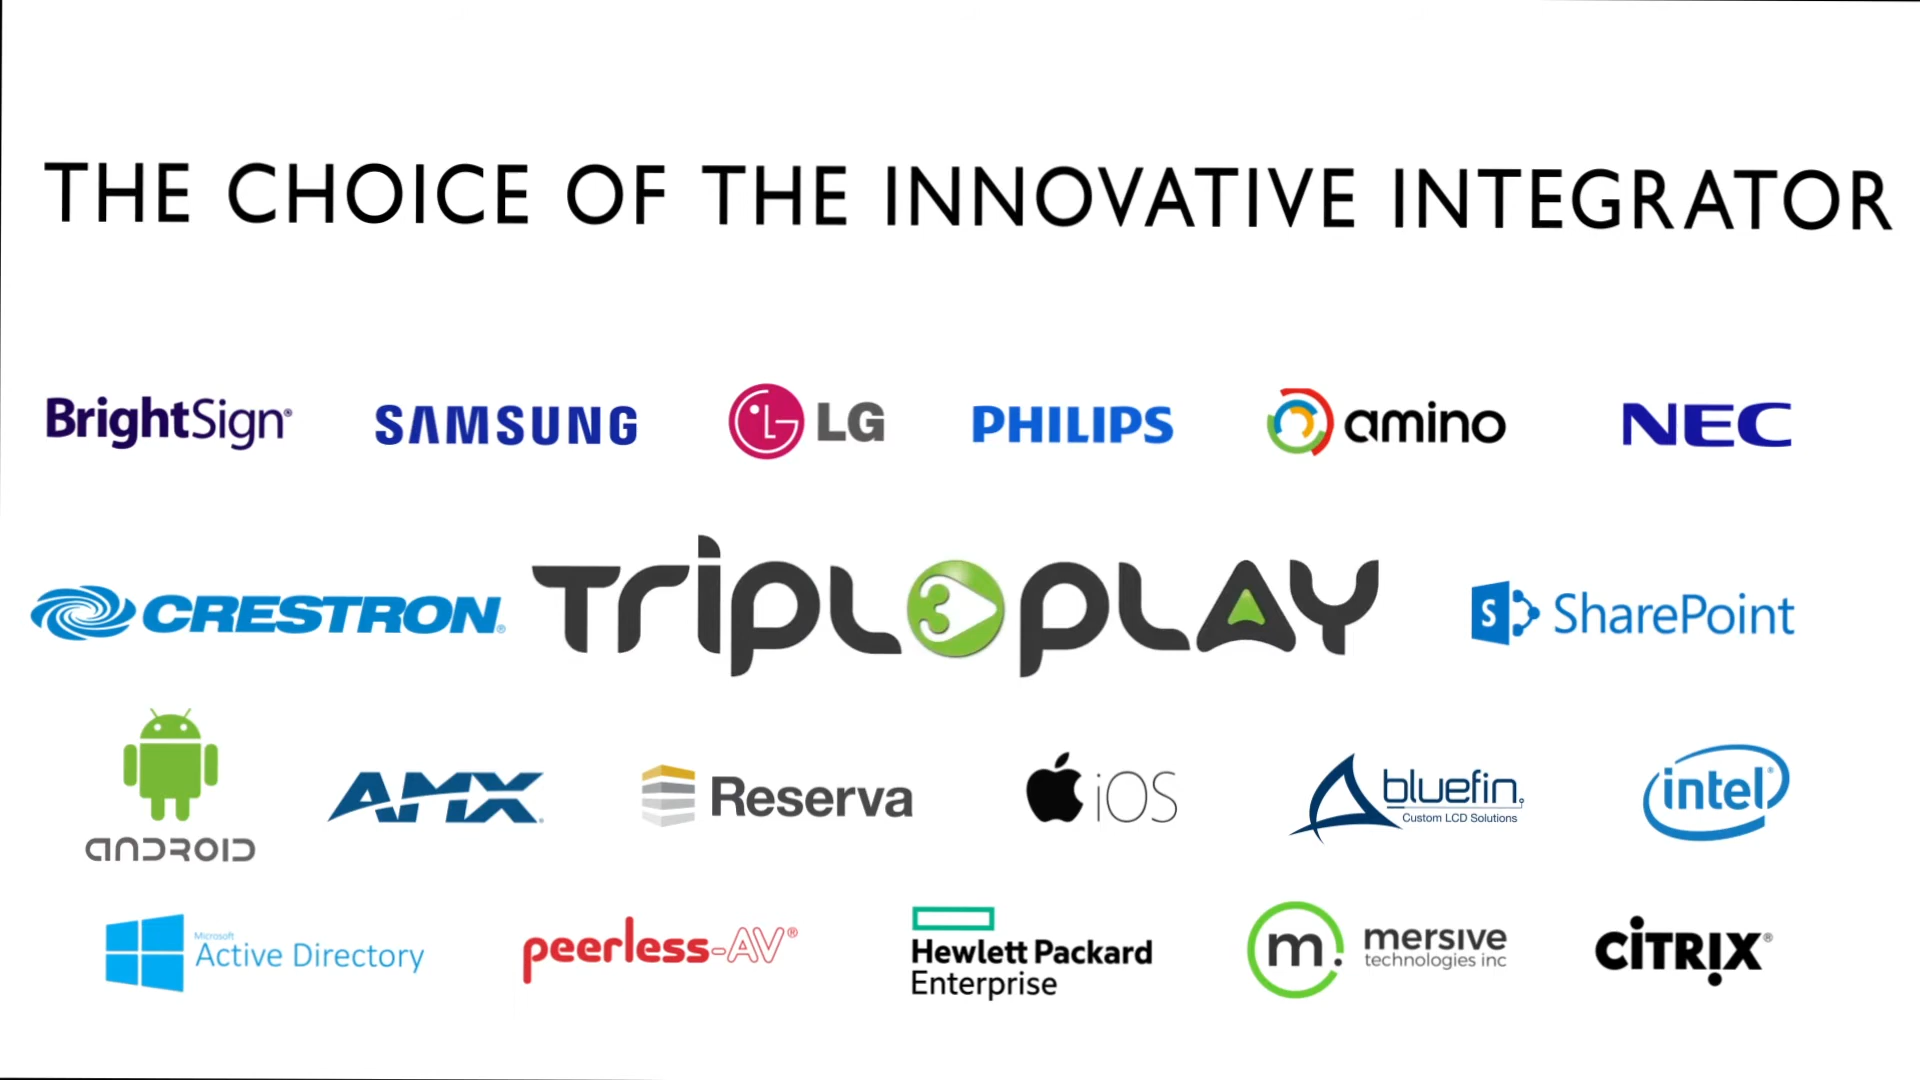 THE CHOICE OF THE INNOVATIVE INTEGRATOR
BrightSign®
SAMSUNG
LG
PHILIPS
amino
NEC
CRESTRON®
TRIPLEPLAY
S SharePoint
ANDROID
AMX
Reserva
iOS
bluefin
Custom LCD Solutions
intel®
Microsoft
Active Directory
peerless-AV®
Hewlett Packard
Enterprise
m.
mersive
technologies inc
CITRIX®